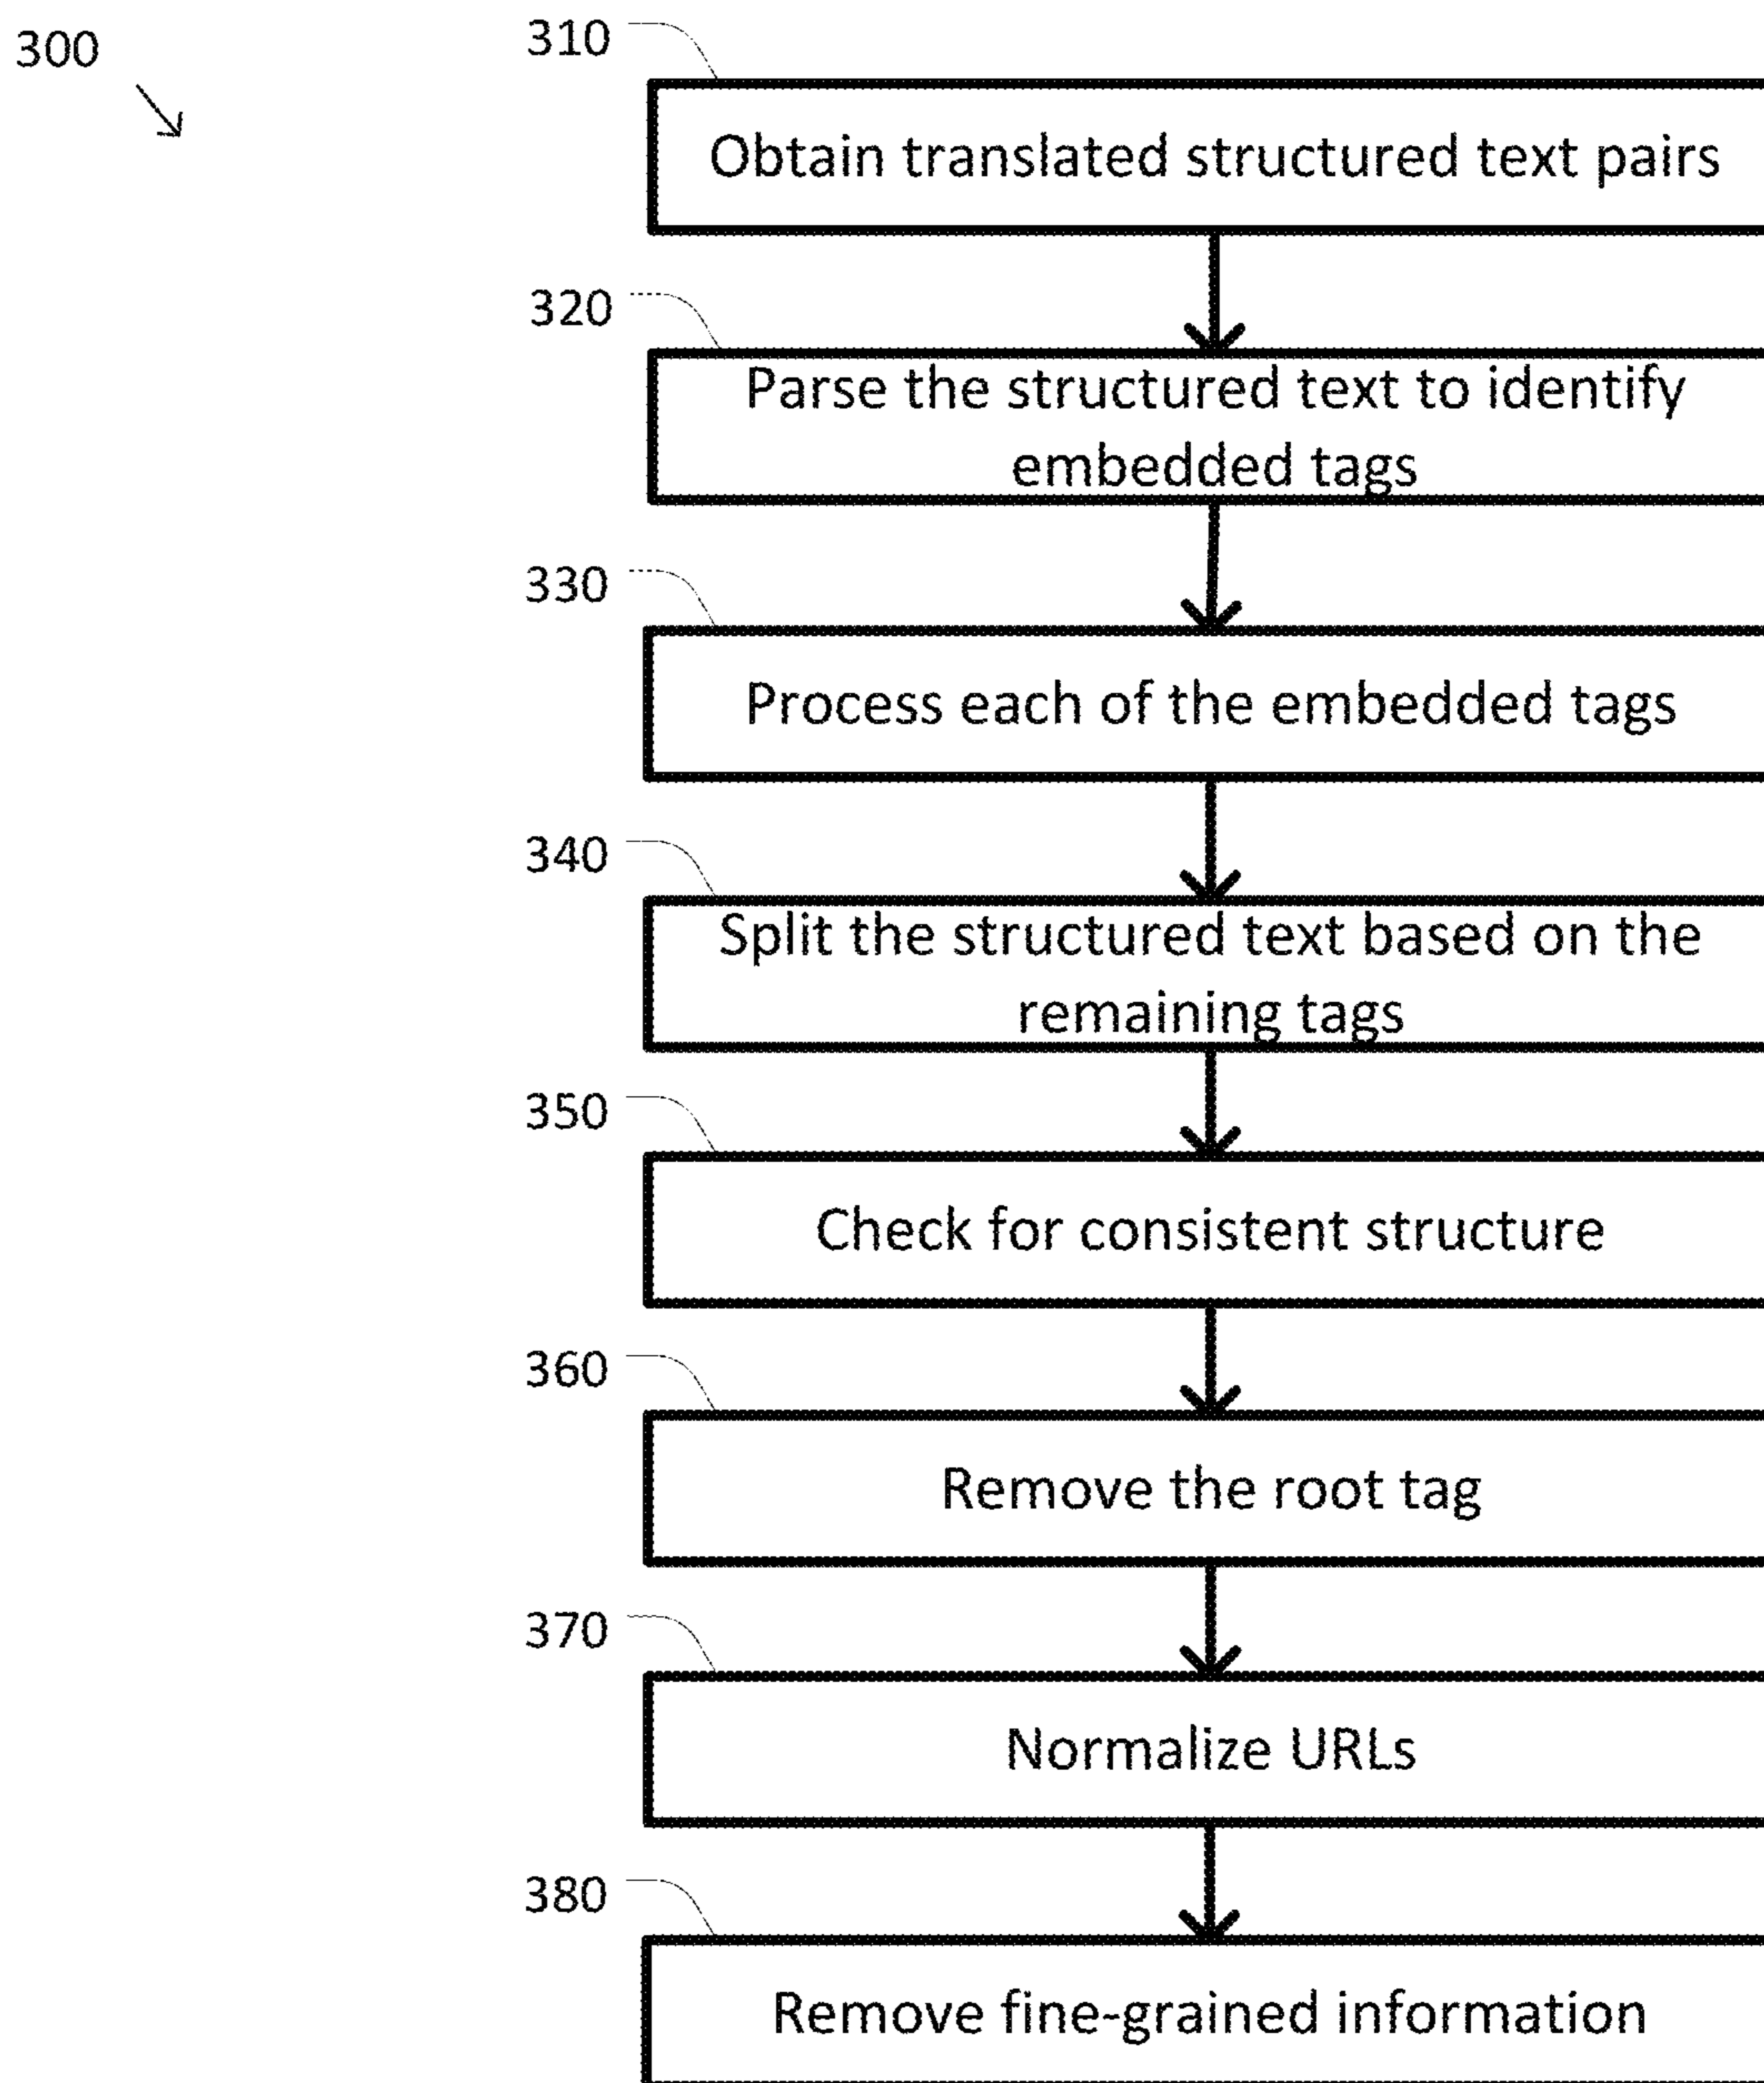 300
310
Obtain translated structured text pairs
320
Parse the structured text to identify
embedded tags
330
Process each of the embedded tags
340
Split the structured text based on the
remaining tags
350
Check for consistent structure
360
Remove the root tag
370
Normalize URLs
380
Remove fine-grained information